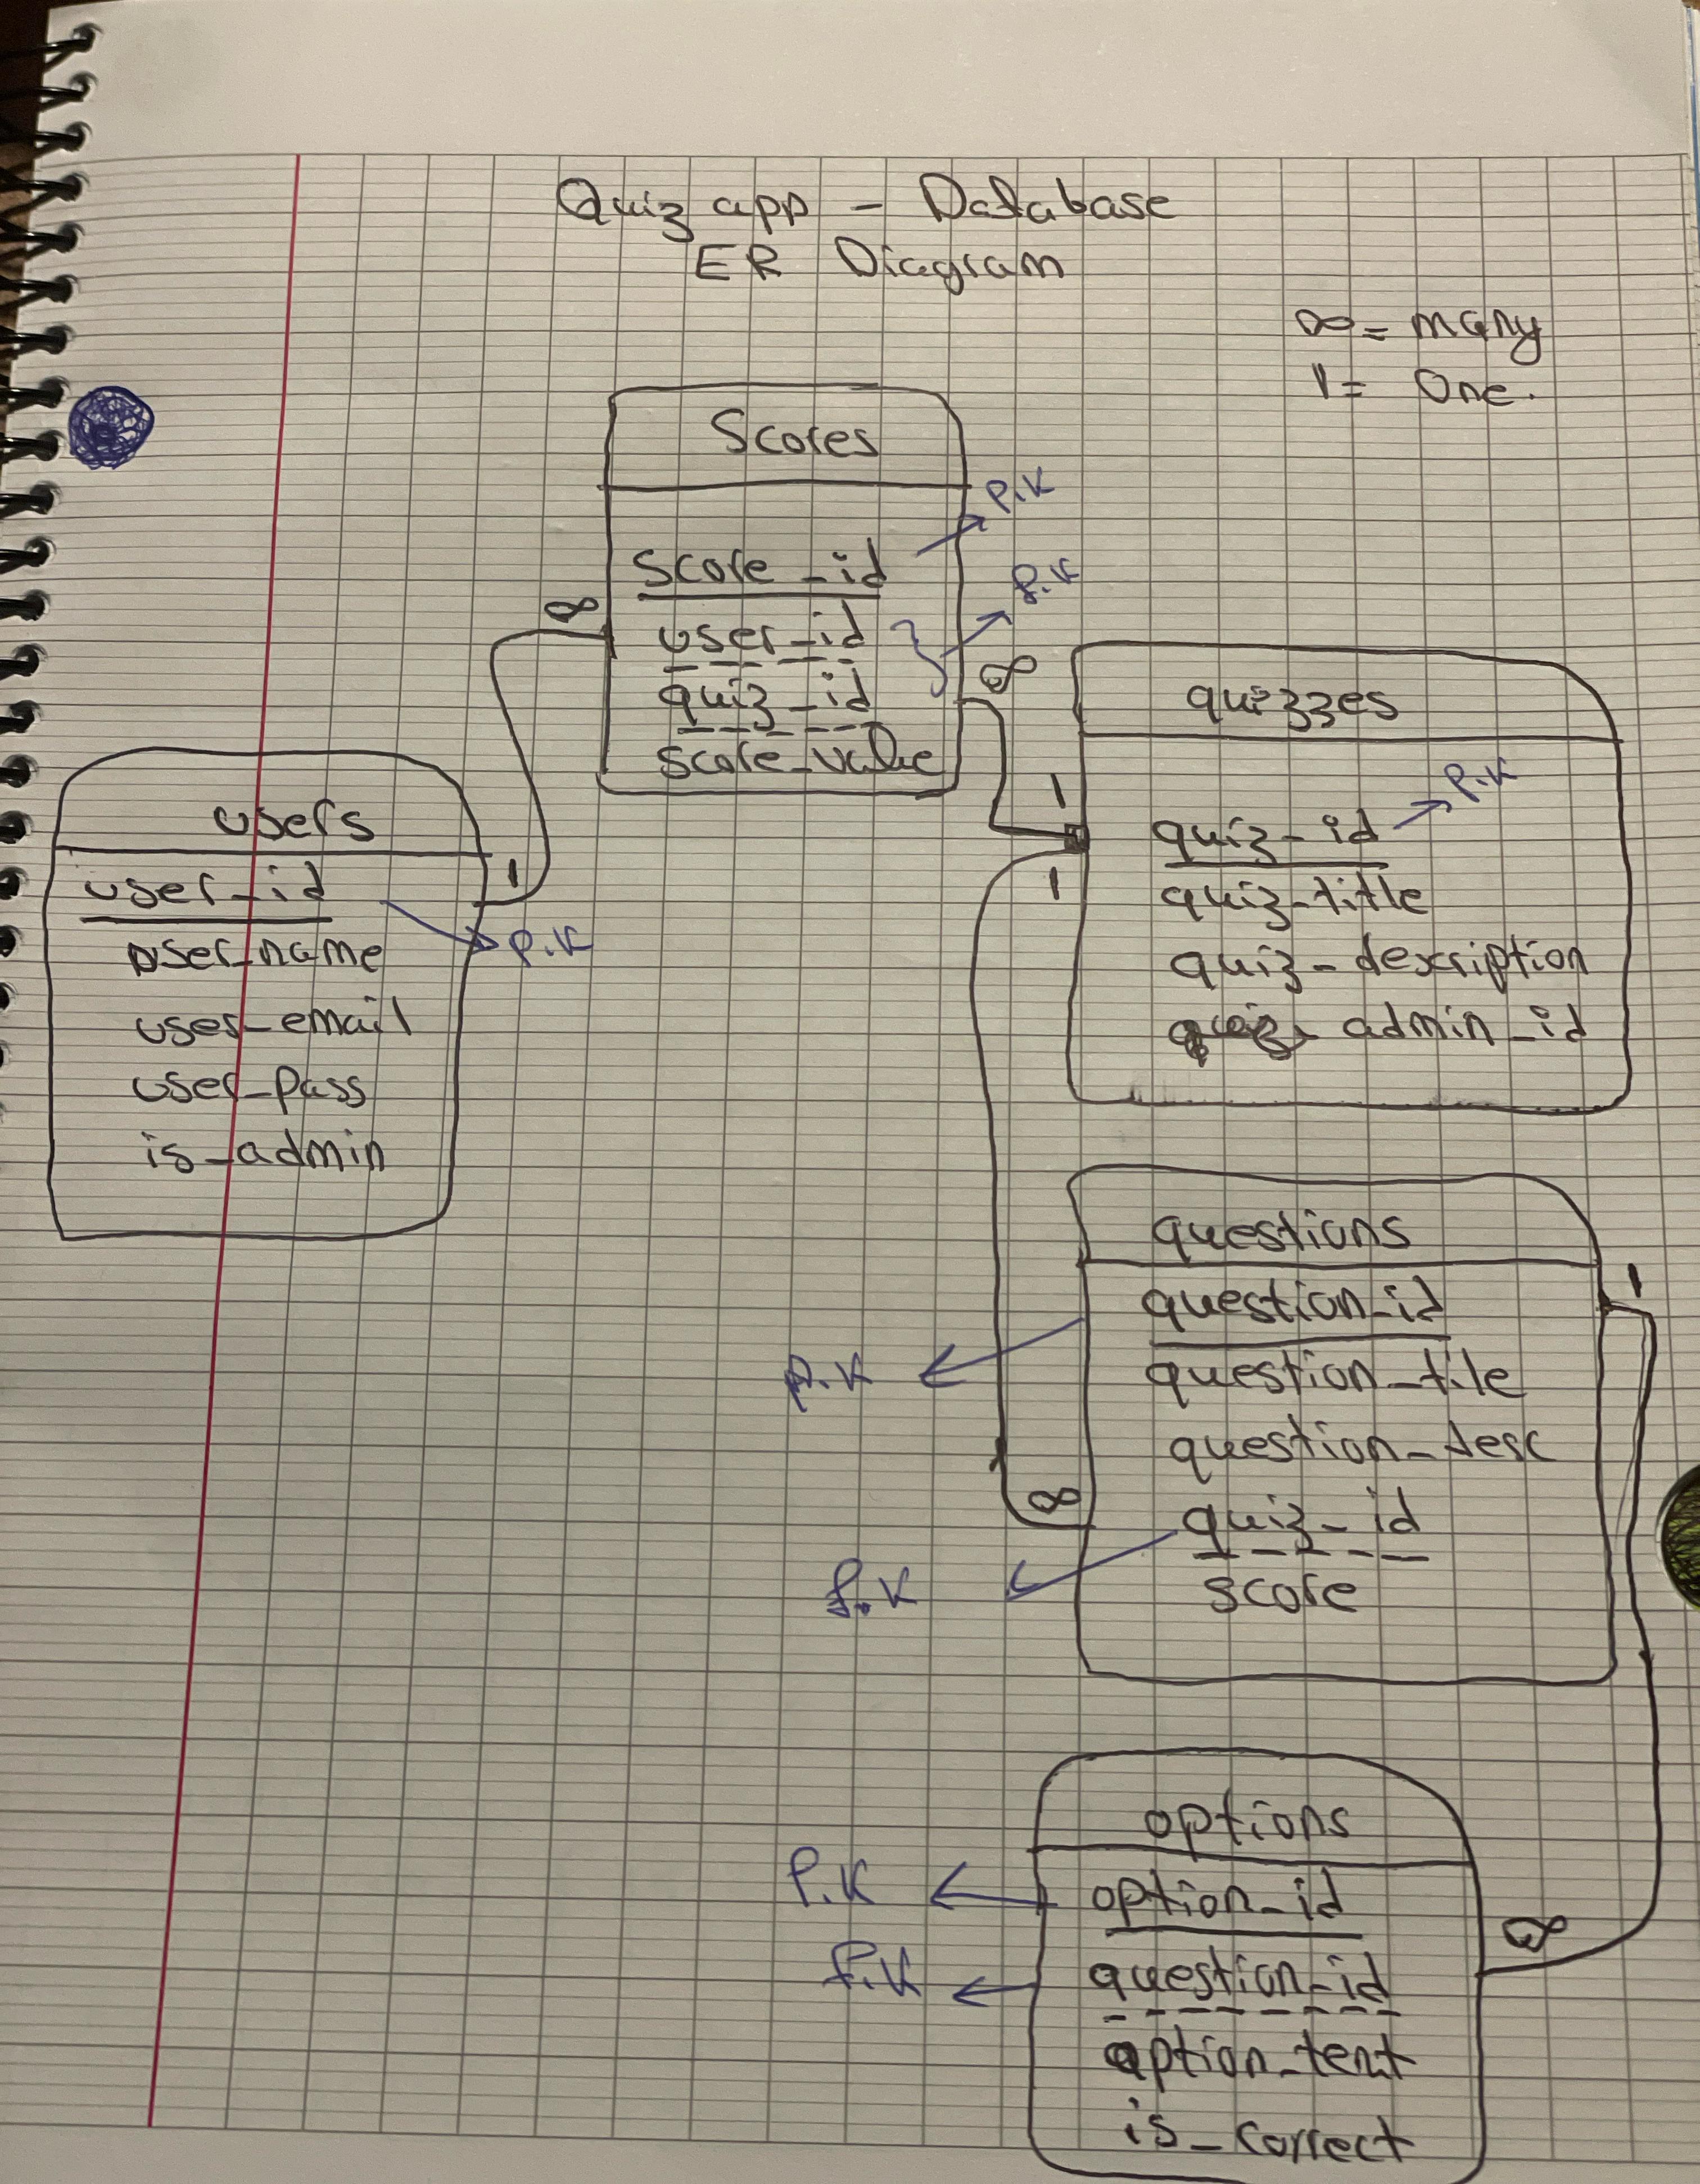 Quiz app - Database
ER Diagram
∞ = many
1 = One.
Scores
P.K
Score_id
f.K
∞
user_id
quiz_id
∞
score_value
users
1
user_id
P.K
user_name
user_email
user_pass
is_admin
quizzes
P.K
1
quiz_id
1
quiz_title
quiz_description
quiz_admin_id
questions
1
question_id
P.K
question_tile
question_desc
∞
quiz_id
f.K
score
options
P.K
option_id
∞
f.K
question_id
option_text
is_correct